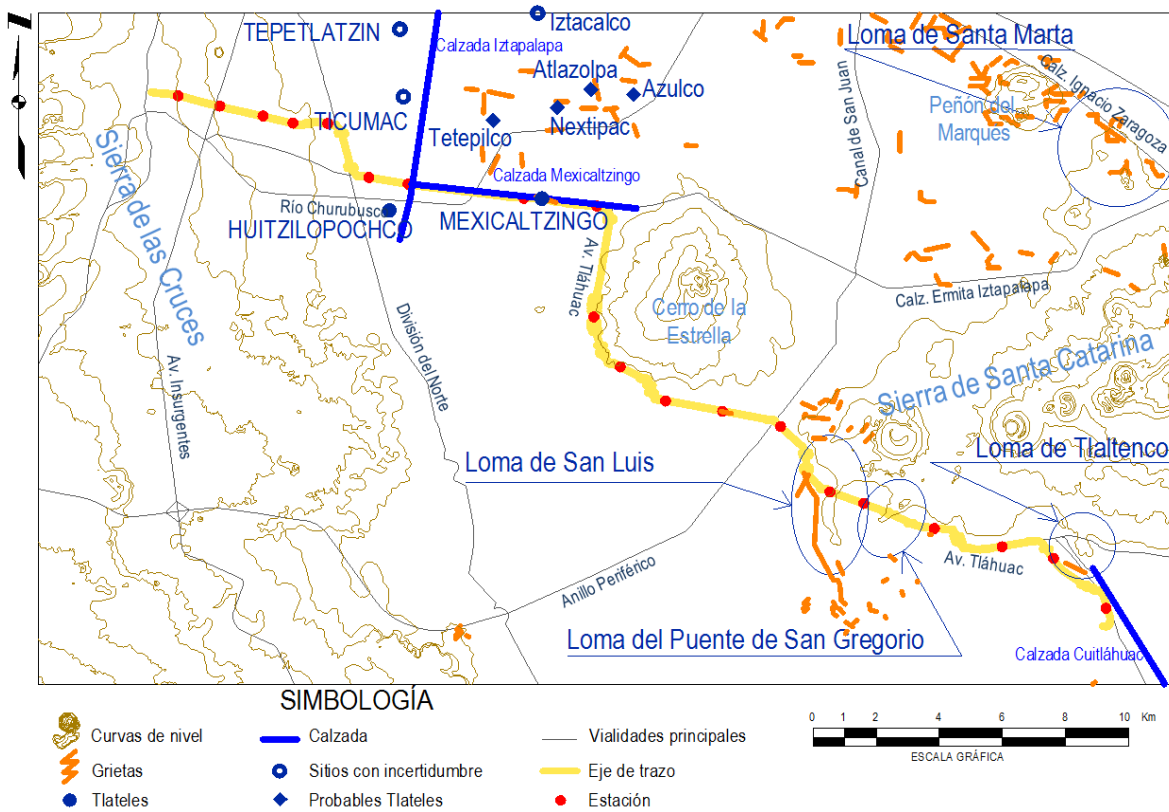 TEPETLATZIN
Iztacalco
Calzada Iztapalapa
Loma de Santa Marta
Atlazolpa
Azulco
Calz. Ignacio Zaragoza
Canal de San Juan
Peñón del
Marques
TICUMAC
Nextipac
Tetepilco
Sierra de las Cruces
Calzada Mexicaltzingo
Río Churubusco
HUITZILOPOCHCO
MEXICALTZINGO
Av. Tláhuac
Calz. Ermita Iztapalapa
Cerro de la
Estrella
División del Norte
Av. Insurgentes
Sierra de Santa Catarina
Loma de San Luis
Loma de Tlaltenco
Av. Tláhuac
Anillo Periférico
Loma del Puente de San Gregorio
Calzada Cuitláhuac
SIMBOLOGÍA
Curvas de nivel
Calzada
Vialidades principales
Grietas
Sitios con incertidumbre
Eje de trazo
Tlateles
Probables Tlateles
Estación
0 1 2 4 6 8 10 Km
ESCALA GRÁFICA